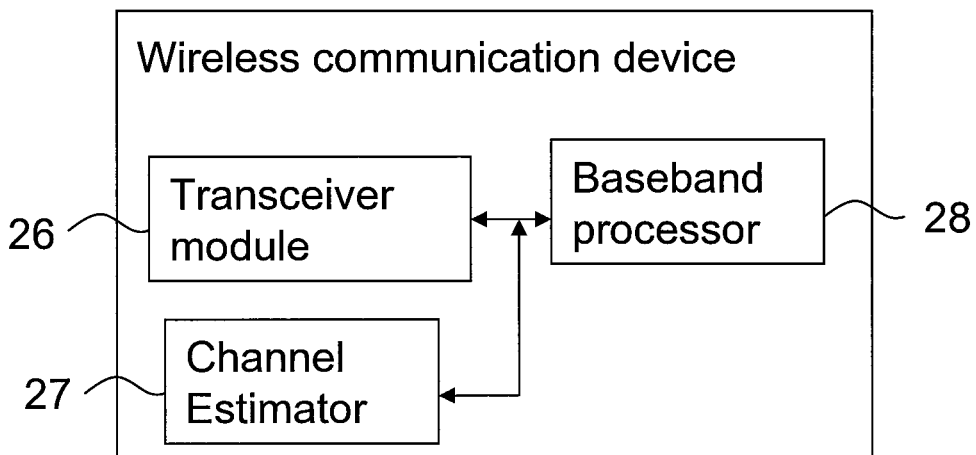 Wireless communication device
Transceiver
module
Baseband
processor
26
28
Channel
Estimator
27